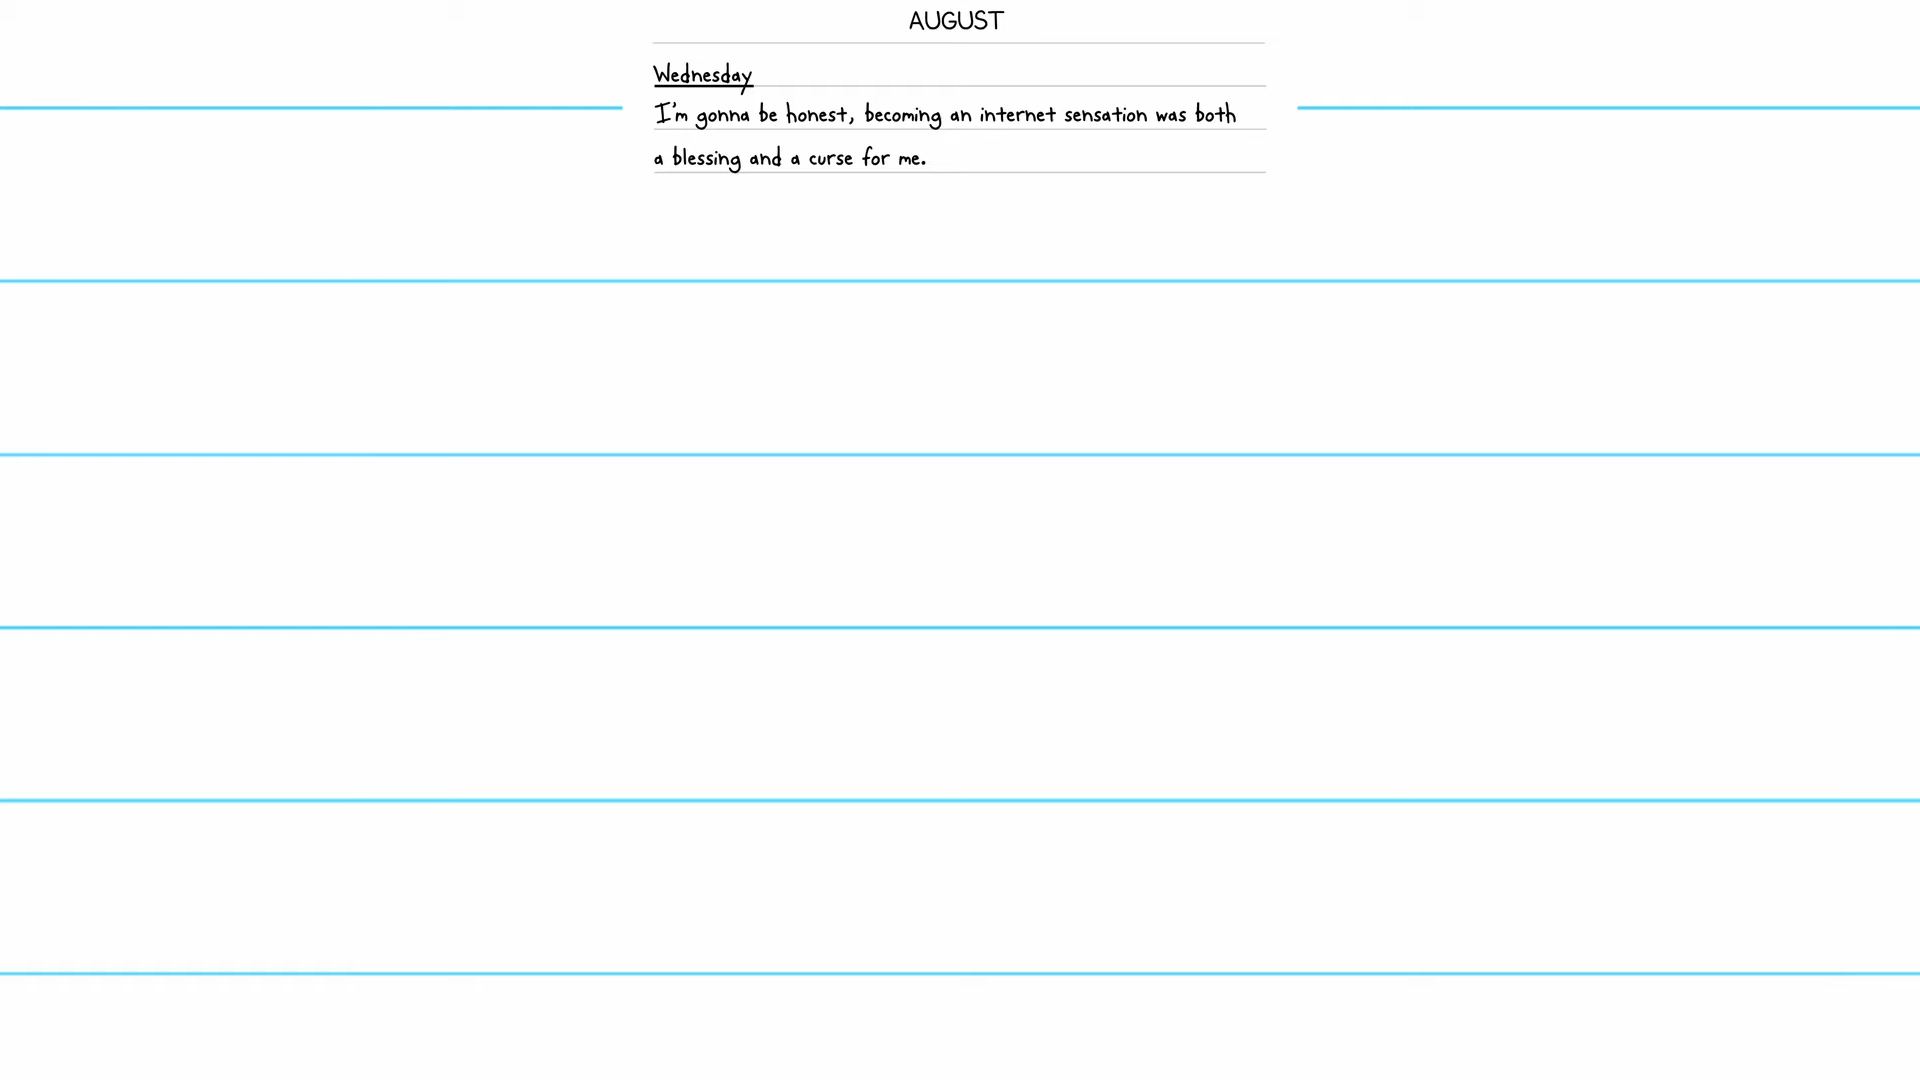 AUGUST
Wednesday
I'm gonna be honest, becoming an internet sensation was both
a blessing and a curse for me.